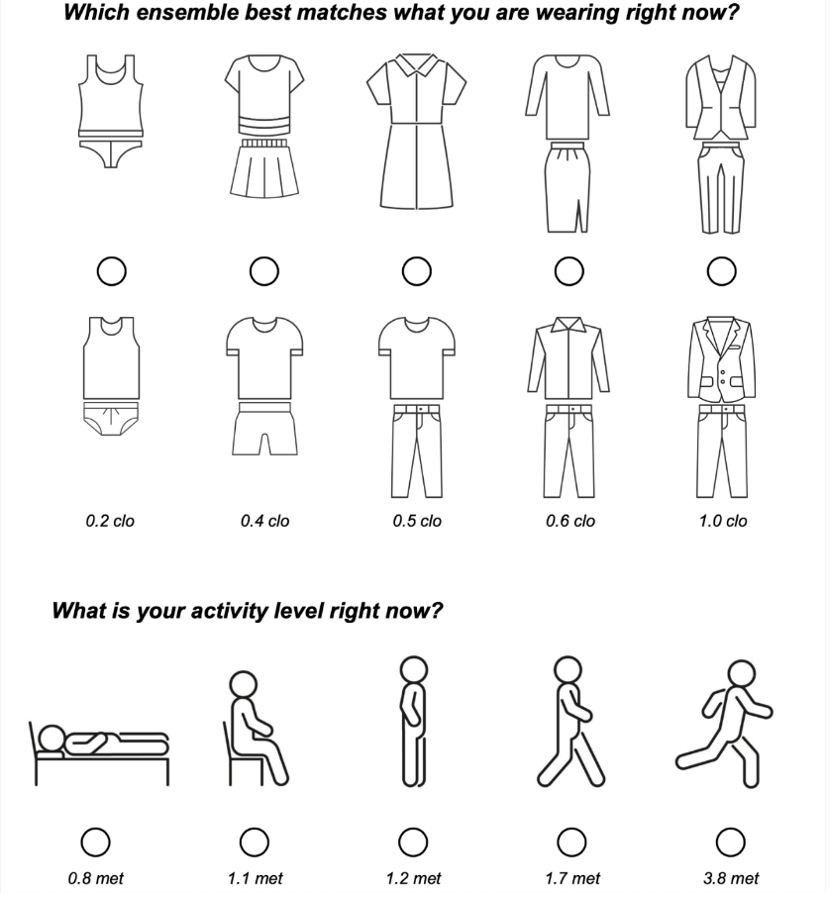 Which ensemble best matches what you are wearing right now?
0.2 clo 0.4 clo 0.5 clo 0.6 clo 1.0 clo
What is your activity level right now?
0.8 met 1.1 met 1.2 met 1.7 met 3.8 met